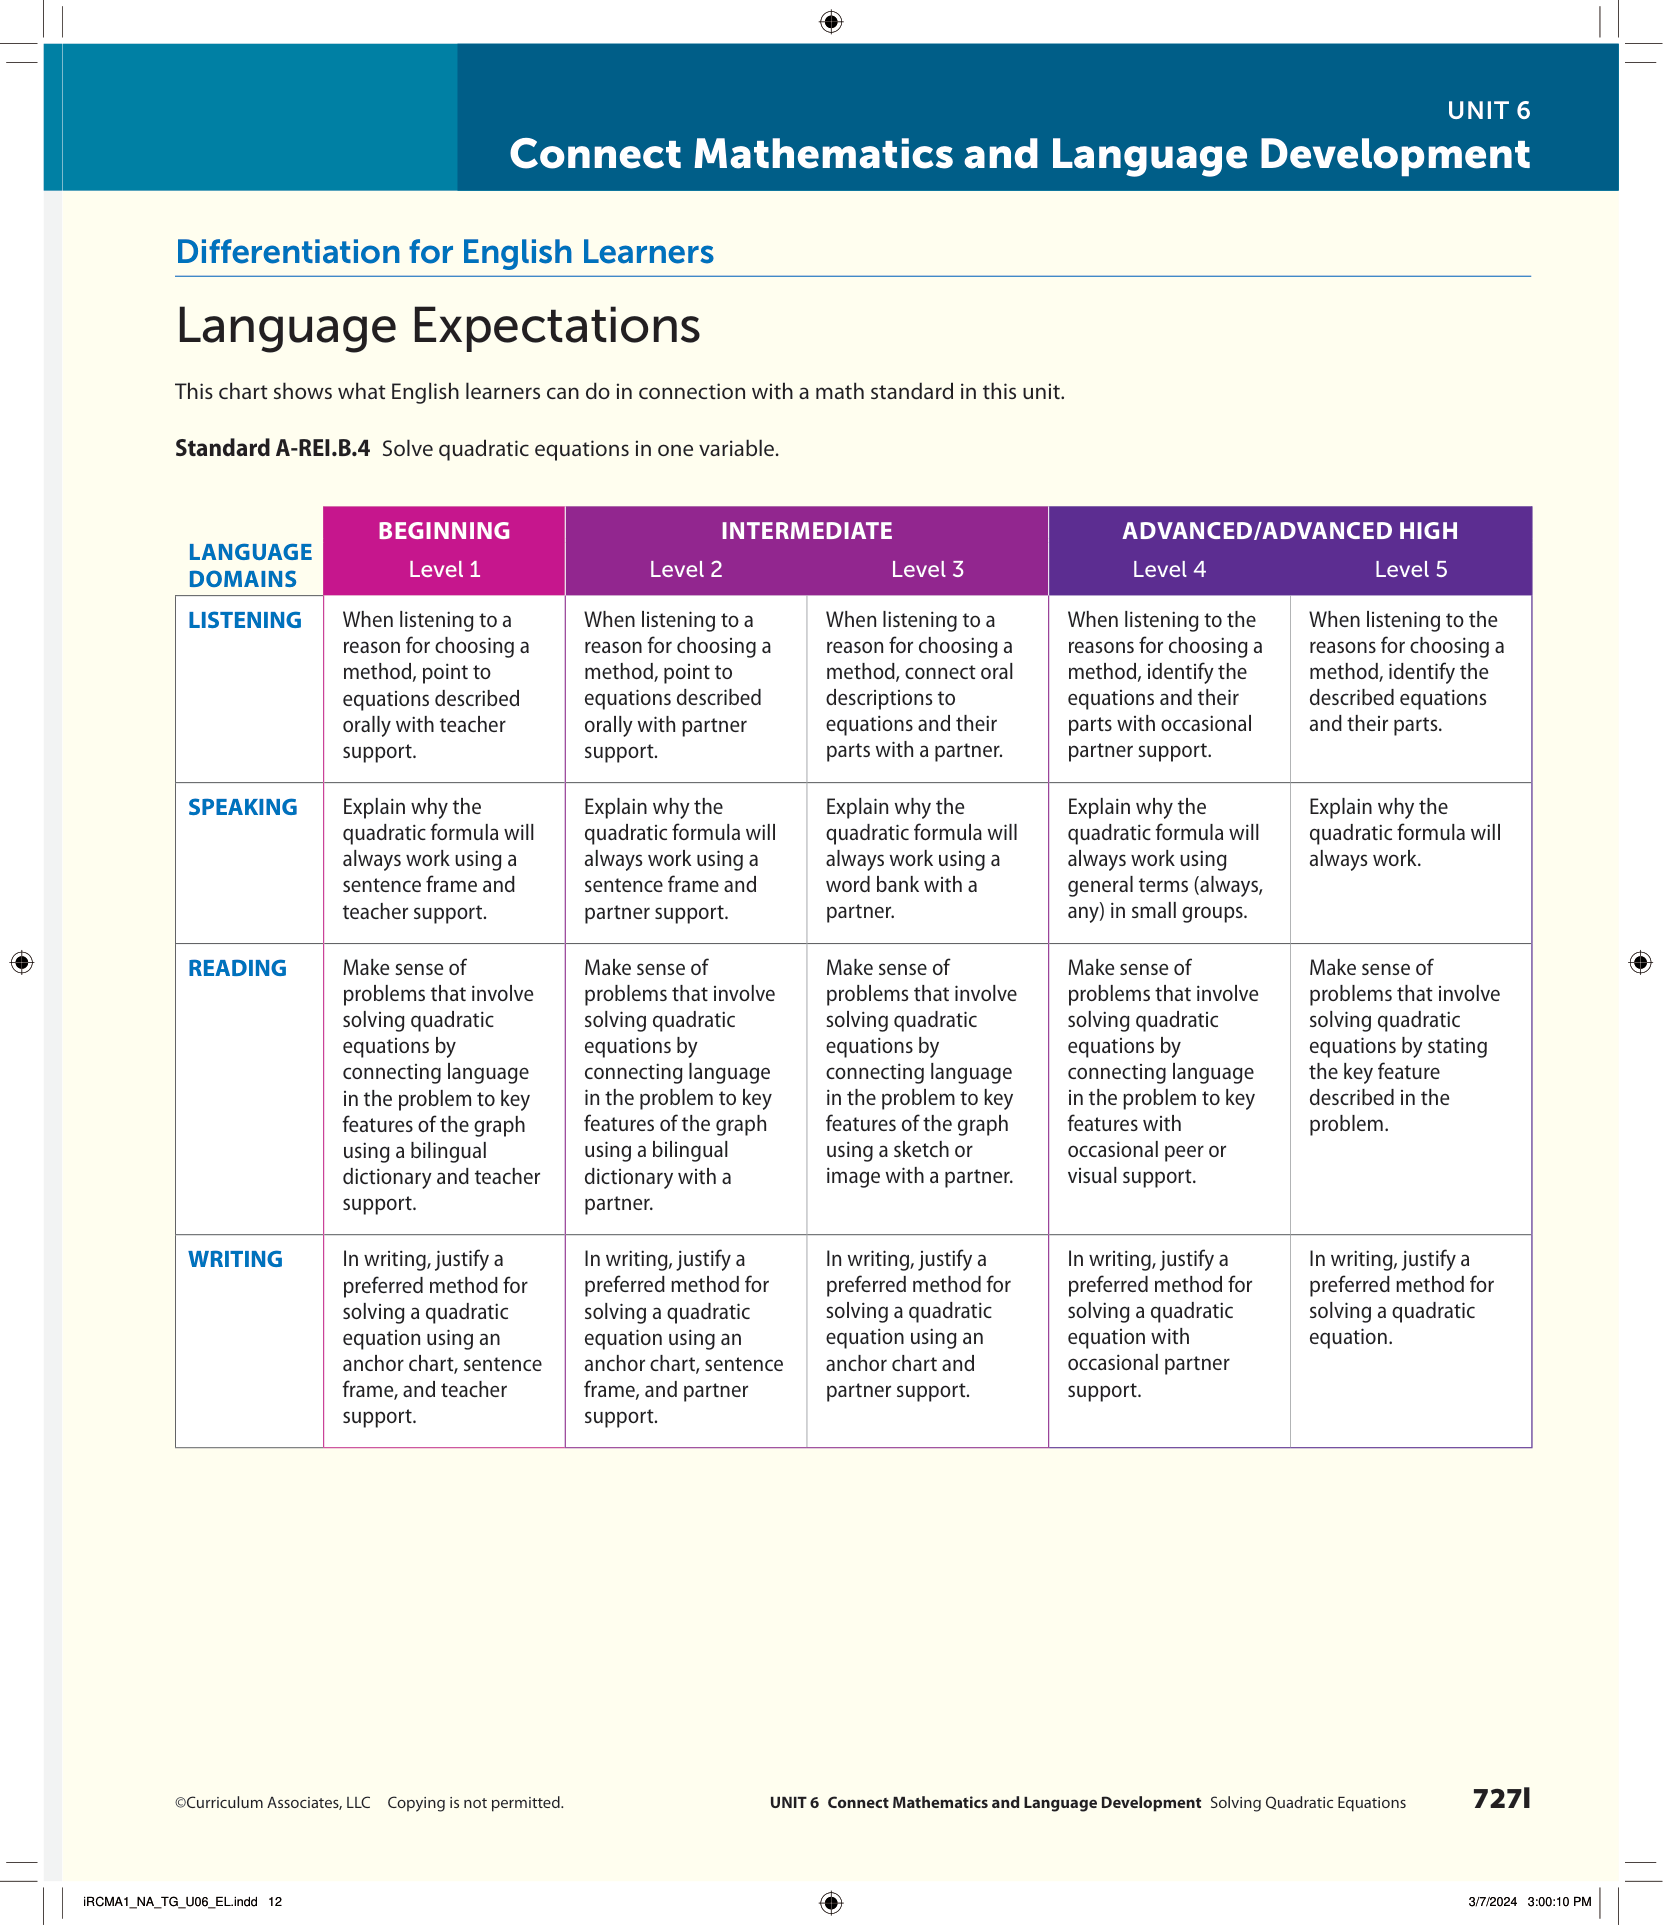 UNIT 6
Connect Mathematics and Language Development
Differentiation for English Learners
Language Expectations
This chart shows what English learners can do in connection with a math standard in this unit.
Standard A-REI.B.4 Solve quadratic equations in one variable.
LANGUAGE
DOMAINS
BEGINNING
Level 1
INTERMEDIATE
Level 2
Level 3
ADVANCED/ADVANCED HIGH
Level 4
Level 5
LISTENING
When listening to a
reason for choosing a
method, point to
equations described
orally with teacher
support.
When listening to a
reason for choosing a
method, point to
equations described
orally with partner
support.
When listening to a
reason for choosing a
method, connect oral
descriptions to
equations and their
parts with a partner.
When listening to the
reasons for choosing a
method, identify the
equations and their
parts with occasional
partner support.
When listening to the
reasons for choosing a
method, identify the
described equations
and their parts.
SPEAKING
Explain why the
quadratic formula will
always work using a
sentence frame and
teacher support.
Explain why the
quadratic formula will
always work using a
sentence frame and
partner support.
Explain why the
quadratic formula will
always work using a
word bank with a
partner.
Explain why the
quadratic formula will
always work using
general terms (always,
any) in small groups.
Explain why the
quadratic formula will
always work.
READING
Make sense of
problems that involve
solving quadratic
equations by
connecting language
in the problem to key
features of the graph
using a bilingual
dictionary and teacher
support.
Make sense of
problems that involve
solving quadratic
equations by
connecting language
in the problem to key
features of the graph
using a bilingual
dictionary with a
partner.
Make sense of
problems that involve
solving quadratic
equations by
connecting language
in the problem to key
features of the graph
using a sketch or
image with a partner.
Make sense of
problems that involve
solving quadratic
equations by
connecting language
in the problem to key
features with
occasional peer or
visual support.
Make sense of
problems that involve
solving quadratic
equations by stating
the key feature
described in the
problem.
WRITING
In writing, justify a
preferred method for
solving a quadratic
equation using an
anchor chart, sentence
frame, and teacher
support.
In writing, justify a
preferred method for
solving a quadratic
equation using an
anchor chart, sentence
frame, and partner
support.
In writing, justify a
preferred method for
solving a quadratic
equation using an
anchor chart and
partner support.
In writing, justify a
preferred method for
solving a quadratic
equation with
occasional partner
support.
In writing, justify a
preferred method for
solving a quadratic
equation.
©Curriculum Associates, LLC Copying is not permitted.
UNIT 6 Connect Mathematics and Language Development Solving Quadratic Equations
727l
iRCMA1_NA_TG_U06_EL.indd 12
3/7/2024 3:00:10 PM